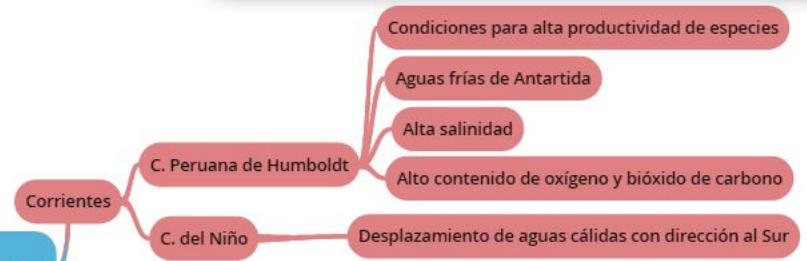 Condiciones para alta productividad de especies
Aguas frías de Antartida
Alta salinidad
C. Peruana de Humboldt
Alto contenido de oxígeno y bióxido de carbono
Corrientes
C. del Niño
Desplazamiento de aguas cálidas con dirección al Sur